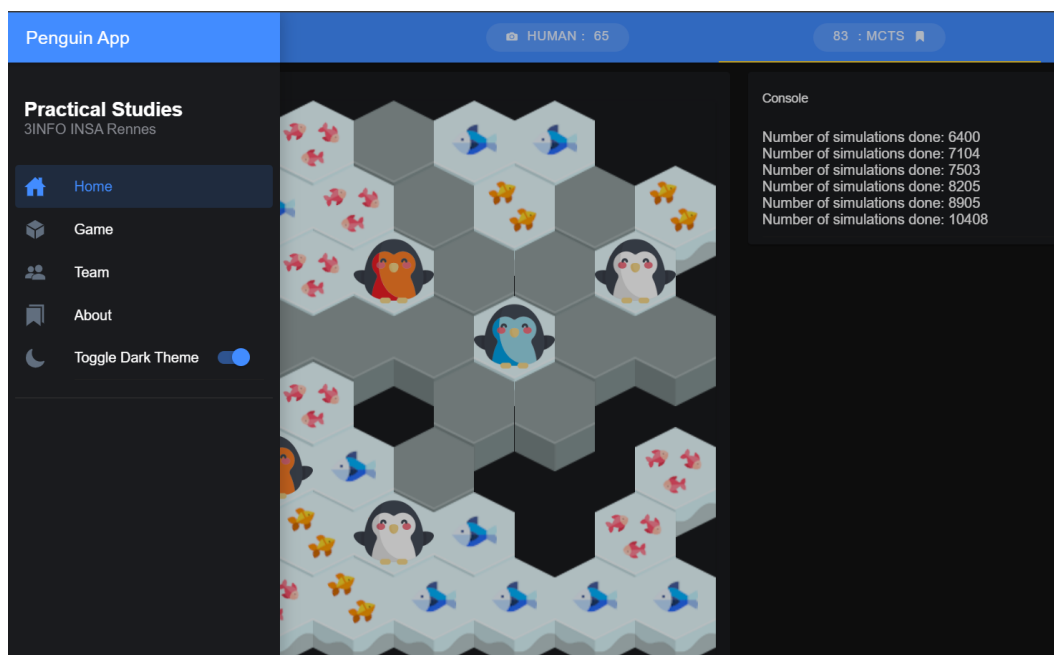 Penguin App
HUMAN : 65
83 : MCTS
Practical Studies
3INFO INSA Rennes
Home
Game
Team
About
Toggle Dark Theme
Console
Number of simulations done: 6400
Number of simulations done: 7104
Number of simulations done: 7503
Number of simulations done: 8205
Number of simulations done: 8905
Number of simulations done: 10408